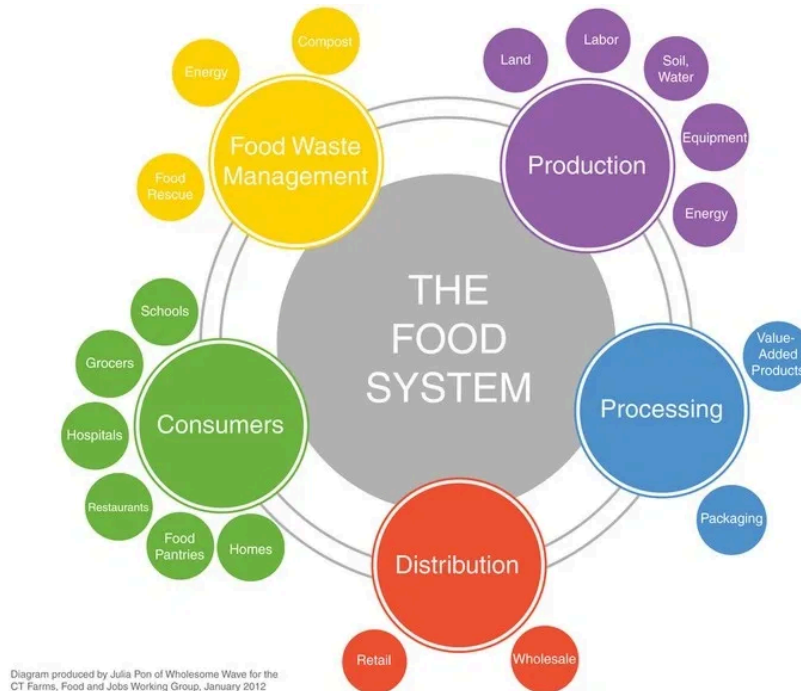 Compost
Energy
Food Waste
Management
Food
Rescue
Land
Labor
Soil,
Water
Equipment
Energy
Production
THE
FOOD
SYSTEM
Schools
Grocers
Hospitals
Restaurants
Food
Pantries
Homes
Consumers
Value-
Added
Products
Processing
Packaging
Distribution
Retail
Wholesale
Diagram produced by Julia Pon of Wholesome Wave for the
CT Farms, Food and Jobs Working Group, January 2012